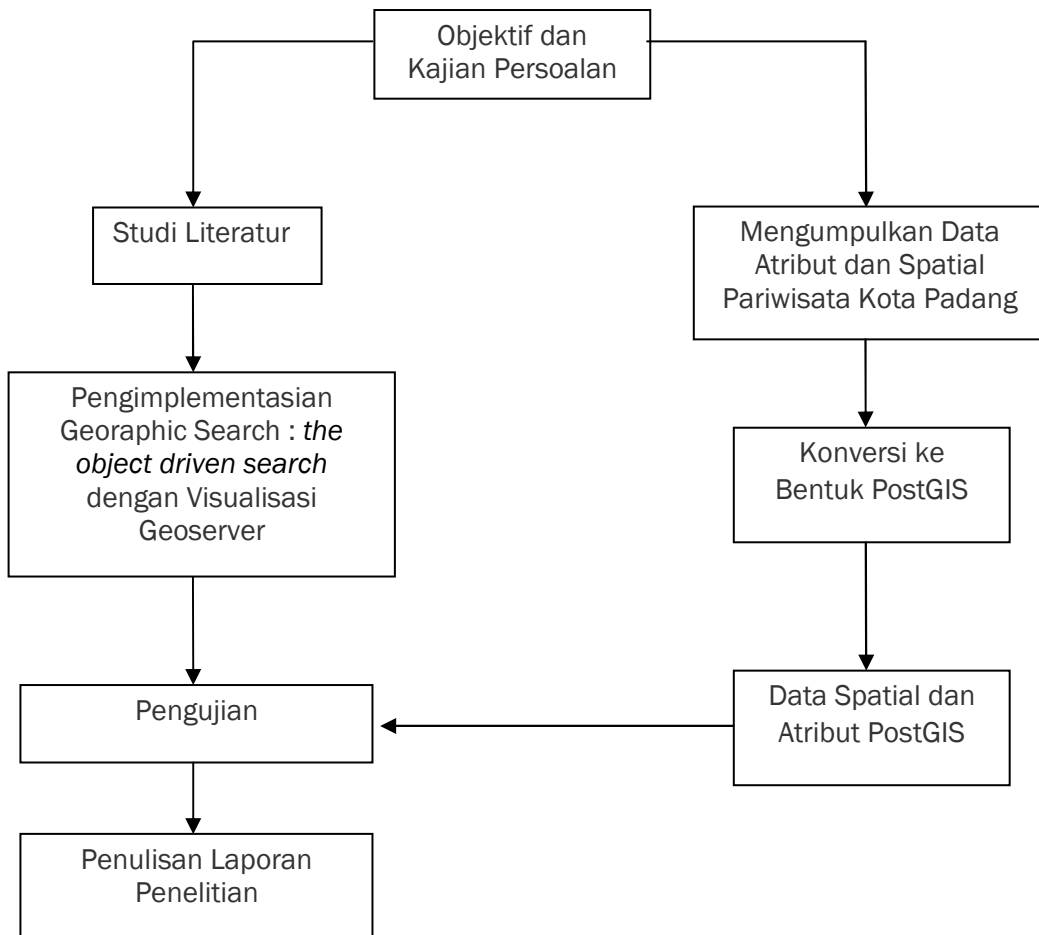 Objektif dan
Kajian Persoalan
Studi Literatur
Mengumpulkan Data
Atribut dan Spatial
Pariwisata Kota Padang
Pengimplementasian
Georaphic Search : the
object driven search
dengan Visualisasi
Geoserver
Konversi ke
Bentuk PostGIS
Pengujian
Data Spatial dan
Atribut PostGIS
Penulisan Laporan
Penelitian